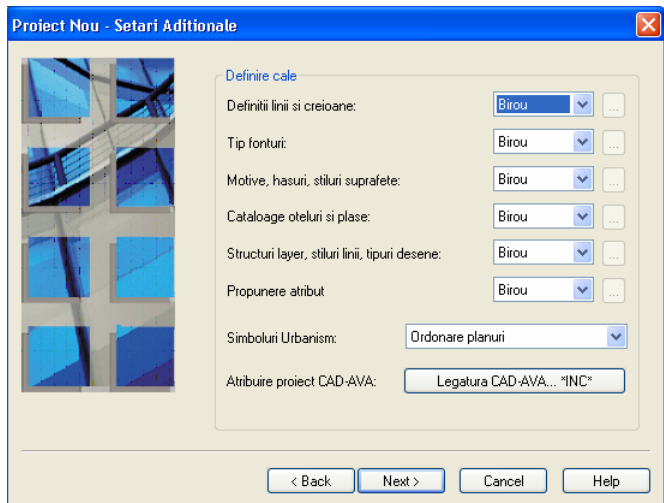 Proiect Nou - Setari Aditionale
Definire cale
Definitii linii si creioane: Birou ...
Tip fonturi: Birou ...
Motive, hasuri, stiluri suprafete: Birou ...
Cataloage oteluri si plase: Birou ...
Structuri layer, stiluri linii, tipuri desene: Birou ...
Propunere atribut Birou ...
Simboluri Urbanism: Ordonare planuri
Atribuire proiect CAD-AVA: Legatura CAD-AVA... *INC*
< Back Next > Cancel Help